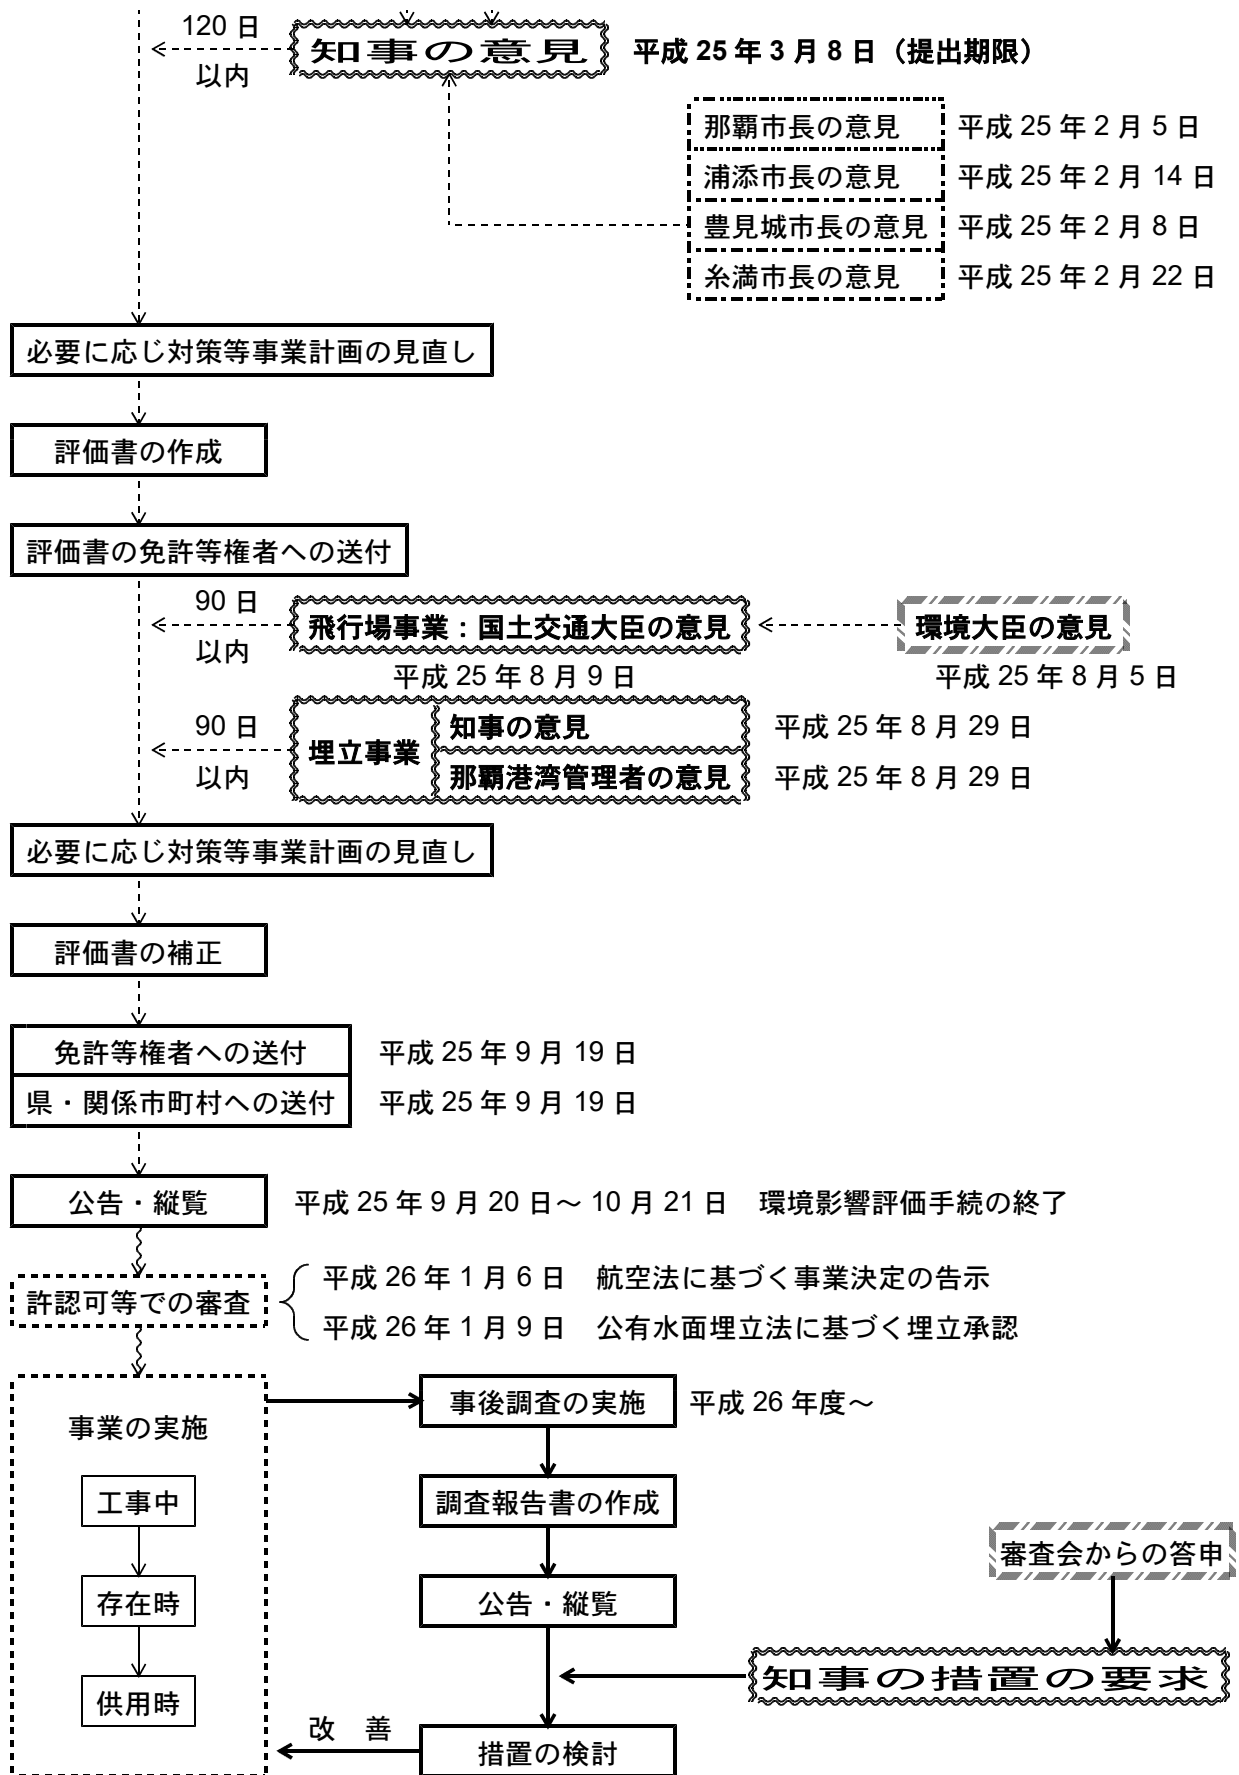 120 日
以内
知事の意見
平成 25 年 3 月 8 日（提出期限）
那覇市長の意見
平成 25 年 2 月 5 日
浦添市長の意見
平成 25 年 2 月 14 日
豊見城市長の意見
平成 25 年 2 月 8 日
糸満市長の意見
平成 25 年 2 月 22 日
必要に応じ対策等事業計画の見直し
評価書の作成
評価書の免許等権者への送付
90 日
以内
飛行場事業：国土交通大臣の意見
環境大臣の意見
平成 25 年 8 月 9 日
平成 25 年 8 月 5 日
90 日
以内
埋立事業
知事の意見
平成 25 年 8 月 29 日
那覇港湾管理者の意見
平成 25 年 8 月 29 日
必要に応じ対策等事業計画の見直し
評価書の補正
免許等権者への送付
平成 25 年 9 月 19 日
県・関係市町村への送付
平成 25 年 9 月 19 日
公告・縦覧
平成 25 年 9 月 20 日～ 10 月 21 日　環境影響評価手続の終了
許認可等での審査
平成 26 年 1 月 6 日　航空法に基づく事業決定の告示
平成 26 年 1 月 9 日　公有水面埋立法に基づく埋立承認
事業の実施
工事中
存在時
供用時
事後調査の実施
平成 26 年度～
調査報告書の作成
公告・縦覧
審査会からの答申
知事の措置の要求
改　善
措置の検討